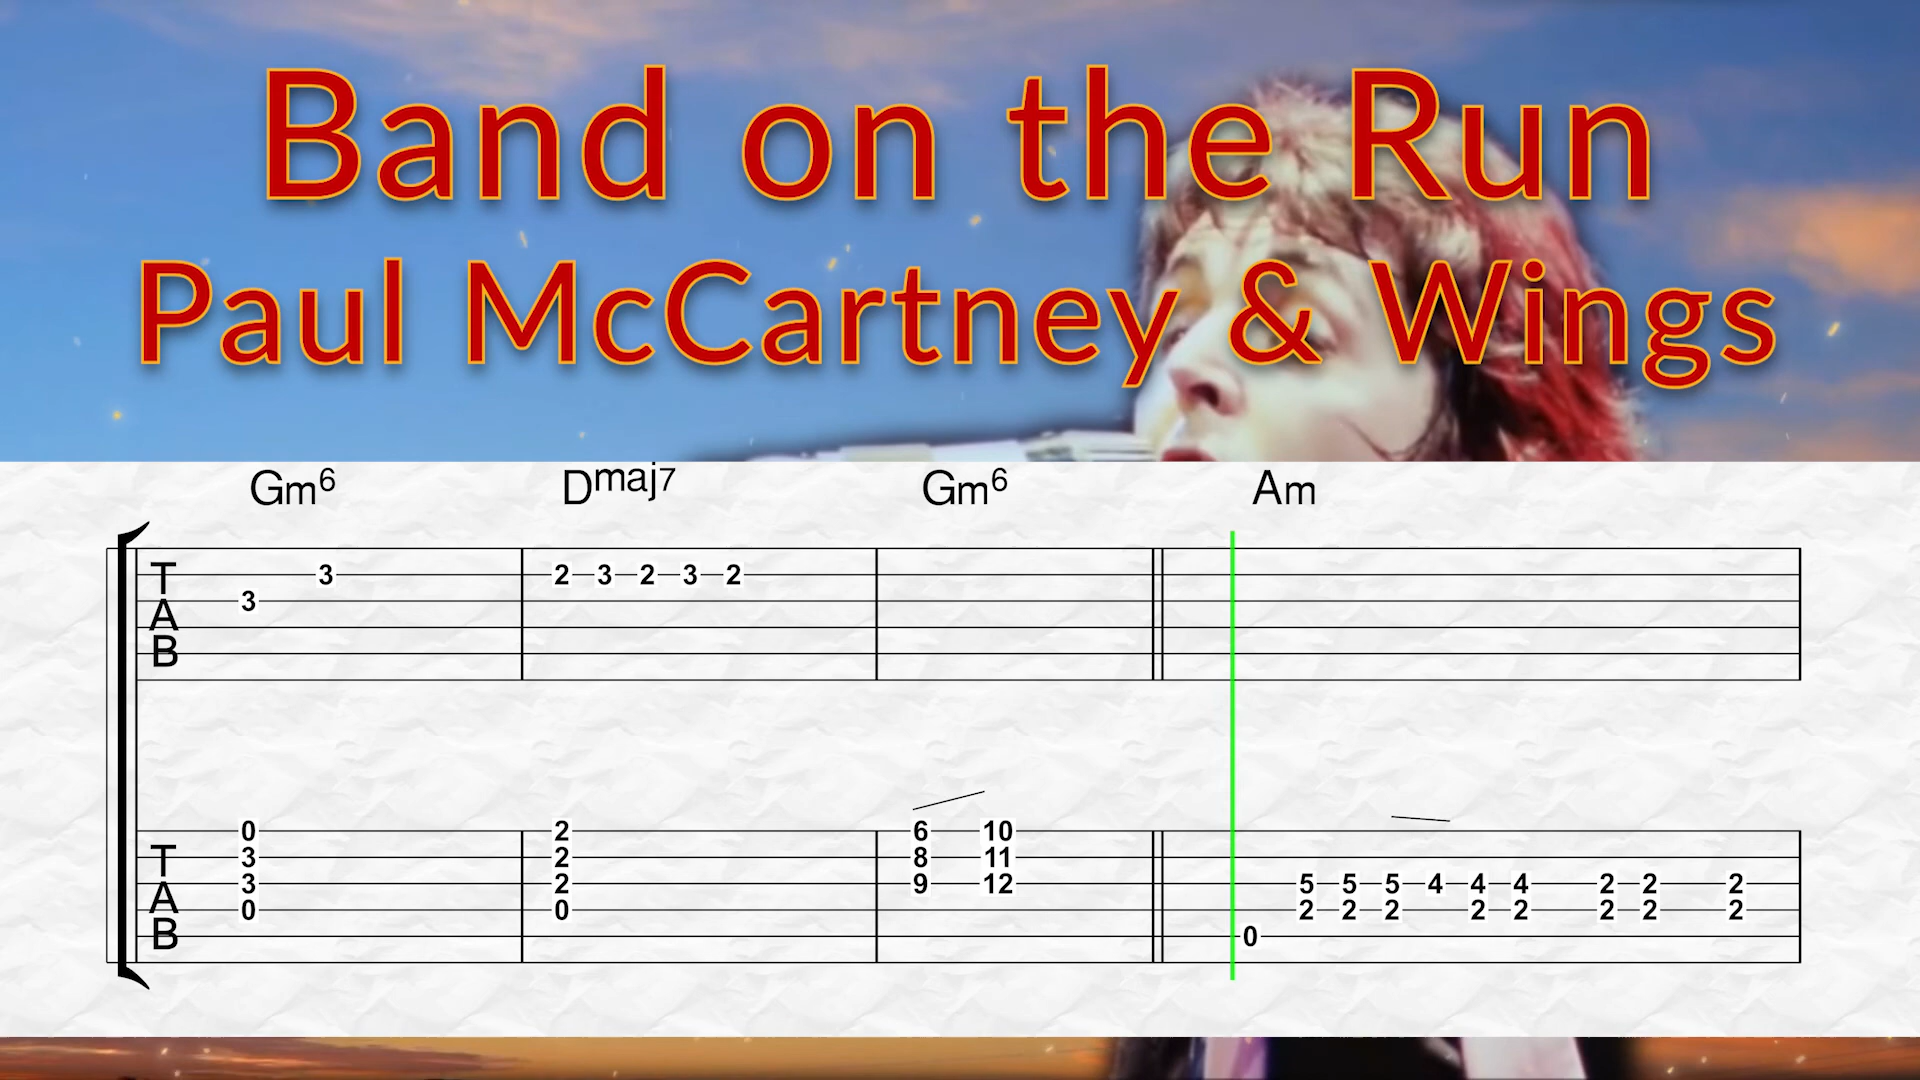 Band on the Run
Paul McCartney & Wings
Gm6 Dmaj7 Gm6 Am
T
A
B
3
2 3 2 3 2
3
T
A
B
0 2 6 10
3 2 8 11
3 2 9 12 5 5 5 4 4 4 2 2 2
0 0 2 2 2 2 2 2 2 2
0